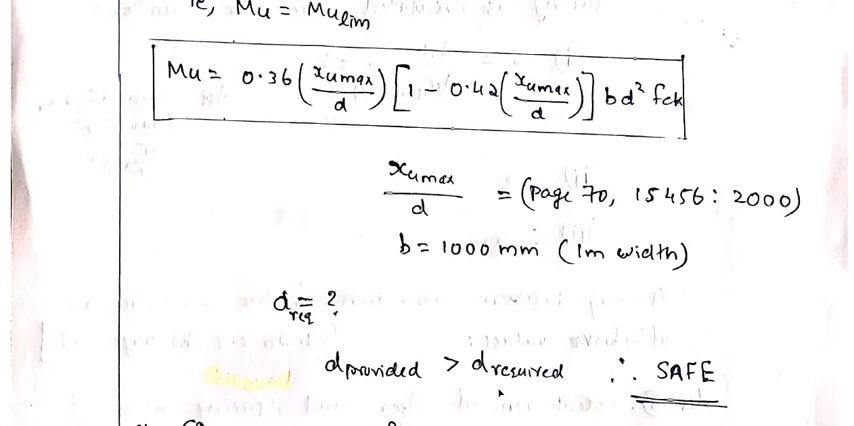 ie, Mu = Mulim
Mu = 0.36 (xumax/d) [1 - 0.42 (xumax/d)] bd² fck
xumax/d = (page 70, IS456: 2000)
b = 1000 mm (1m width)
dreq = ?
dprovided > drequired ∴ SAFE